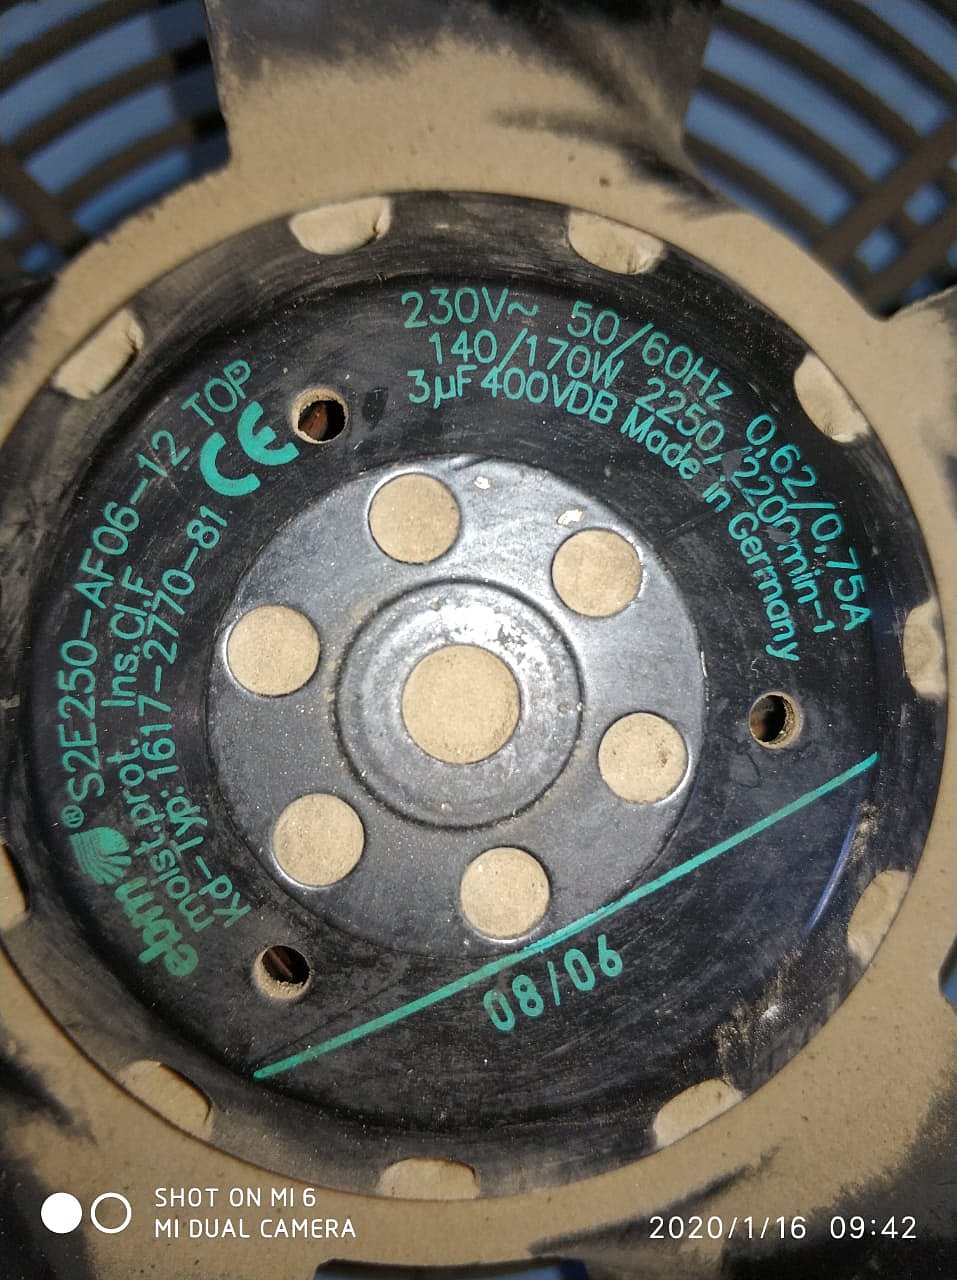 230V~ 50/60Hz 0,62/0,75A
140/170W 2250/2200min-1
3µF 400VDB Made in Germany
ebm ® S2E250-AF06-12 TOP
moist.prot. Ins.Cl.F
Kd-Typ:1617-2770-81 CE
08/06
SHOT ON MI 6
MI DUAL CAMERA
2020/1/16 09:42